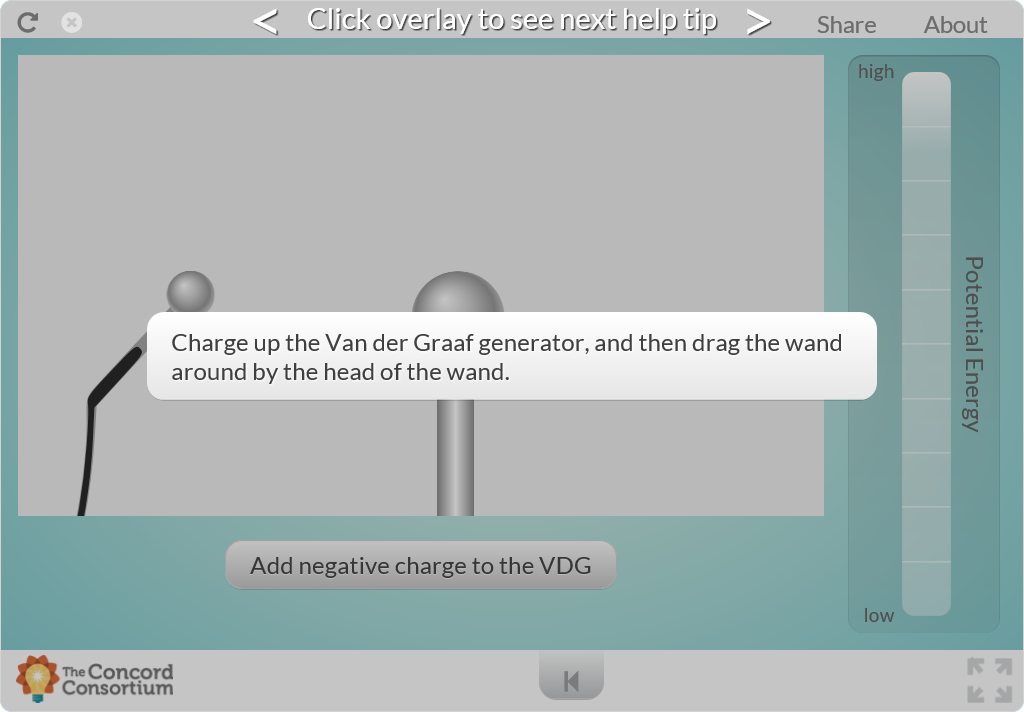 Click overlay to see next help tip
Share
About
high
Charge up the Van der Graaf generator, and then drag the wand
around by the head of the wand.
Potential Energy
Add negative charge to the VDG
low
The Concord
Consortium